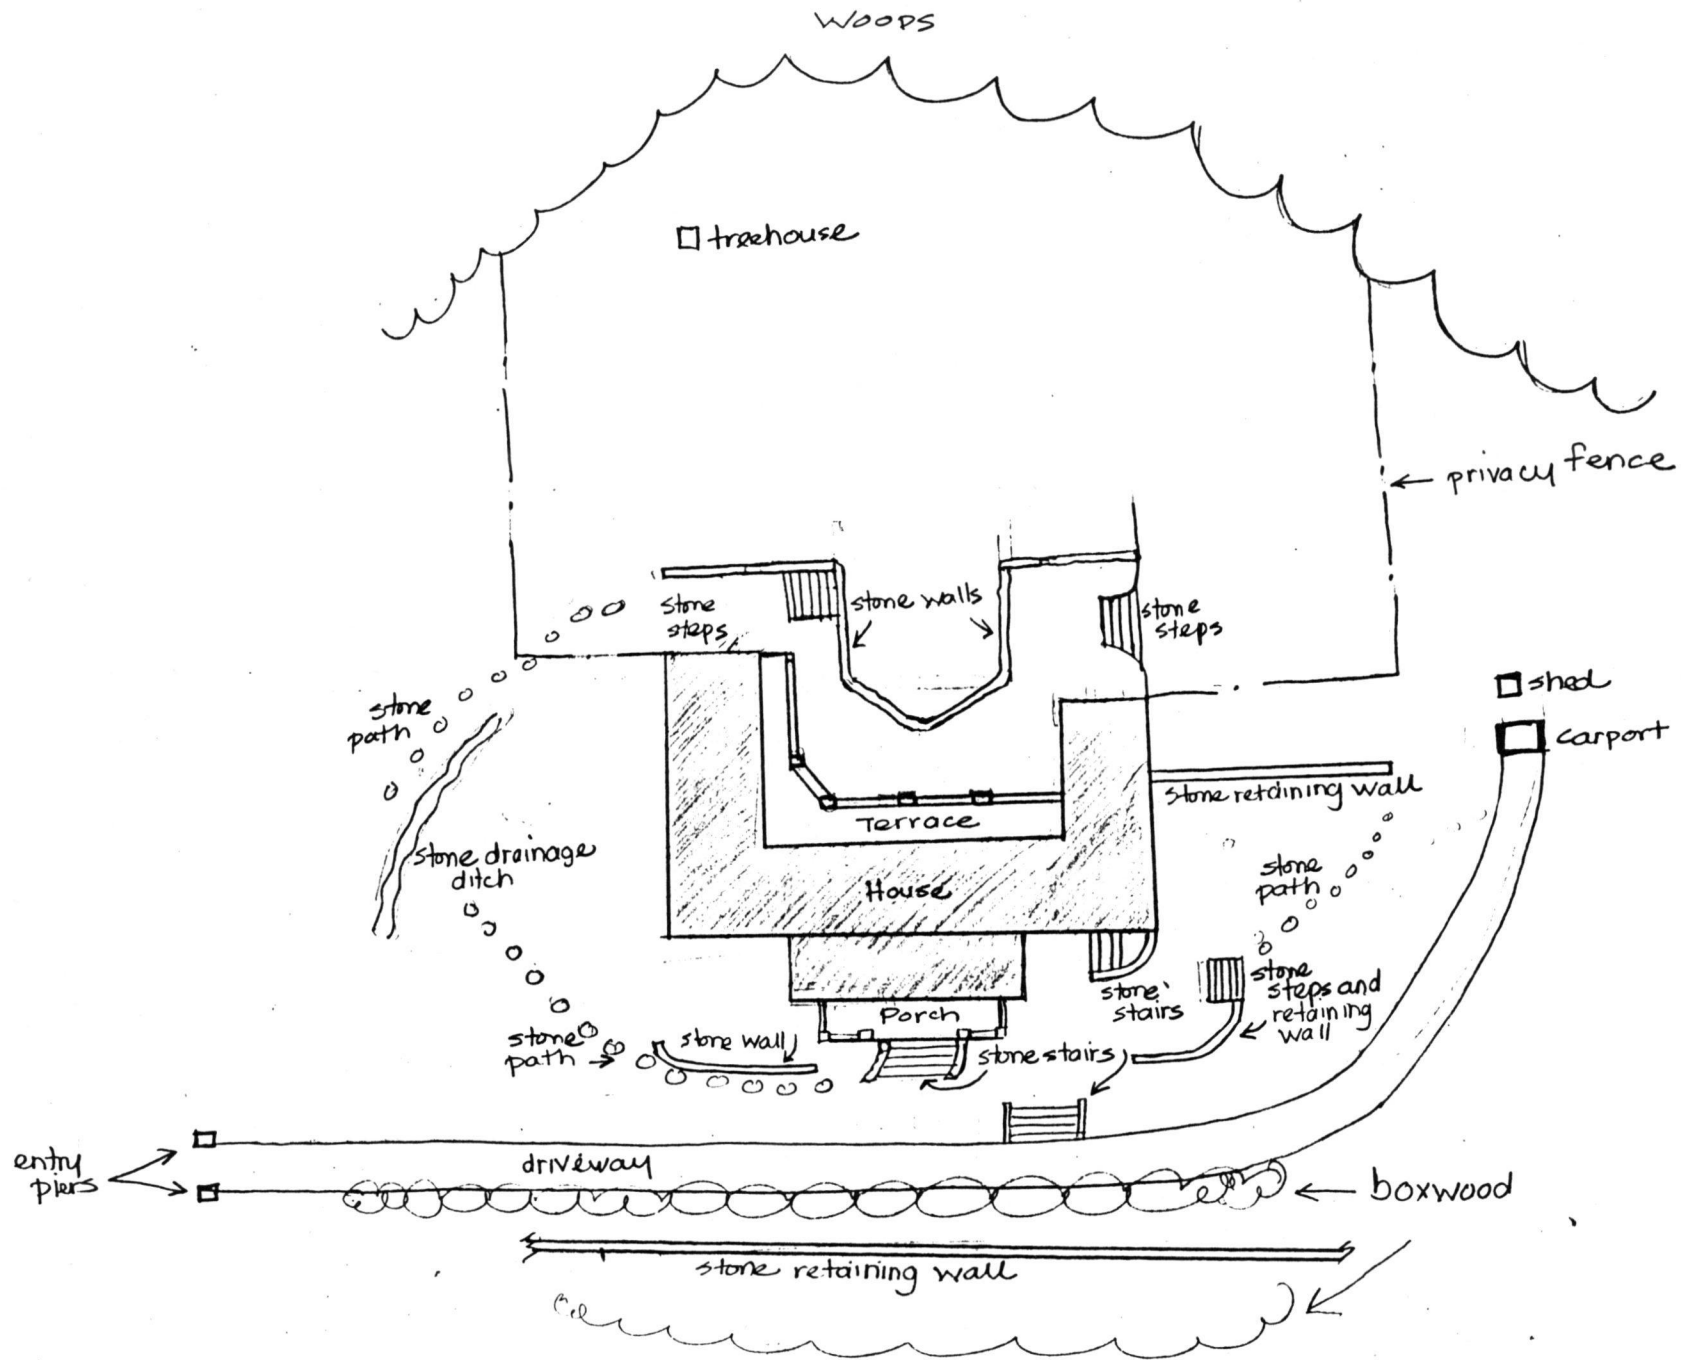 WOODS
treehouse
privacy fence
stone walls
stone
steps
stone
steps
shed
stone
path
carport
stone retaining wall
Terrace
stone drainage
ditch
House
stone
path
stone
stairs
stone
steps and
retaining
wall
Porch
stone
path
stone wall
stone stairs
entry
piers
driveway
boxwood
stone retaining wall